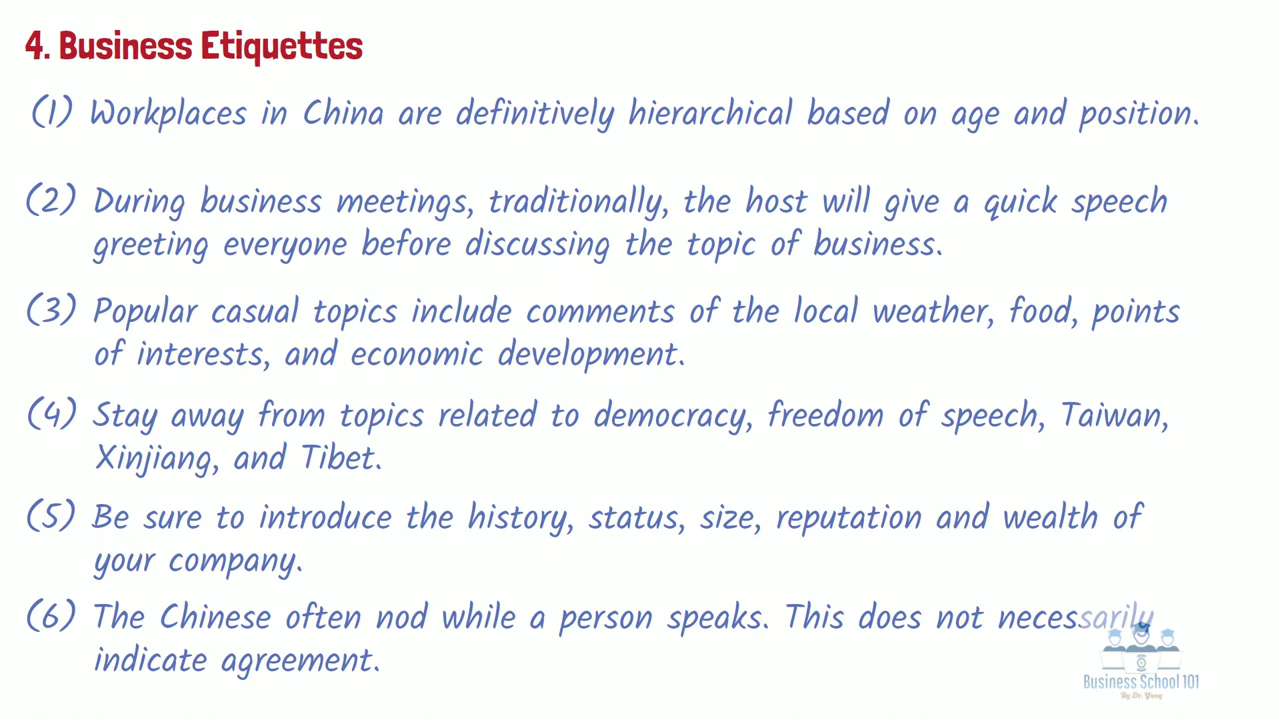 4. Business Etiquettes
(1) Workplaces in China are definitively hierarchical based on age and position.
(2) During business meetings, traditionally, the host will give a quick speech
greeting everyone before discussing the topic of business.
(3) Popular casual topics include comments of the local weather, food, points
of interests, and economic development.
(4) Stay away from topics related to democracy, freedom of speech, Taiwan,
Xinjiang, and Tibet.
(5) Be sure to introduce the history, status, size, reputation and wealth of
your company.
(6) The Chinese often nod while a person speaks. This does not necessarily
indicate agreement.
Business School 101
By Dr. Yang